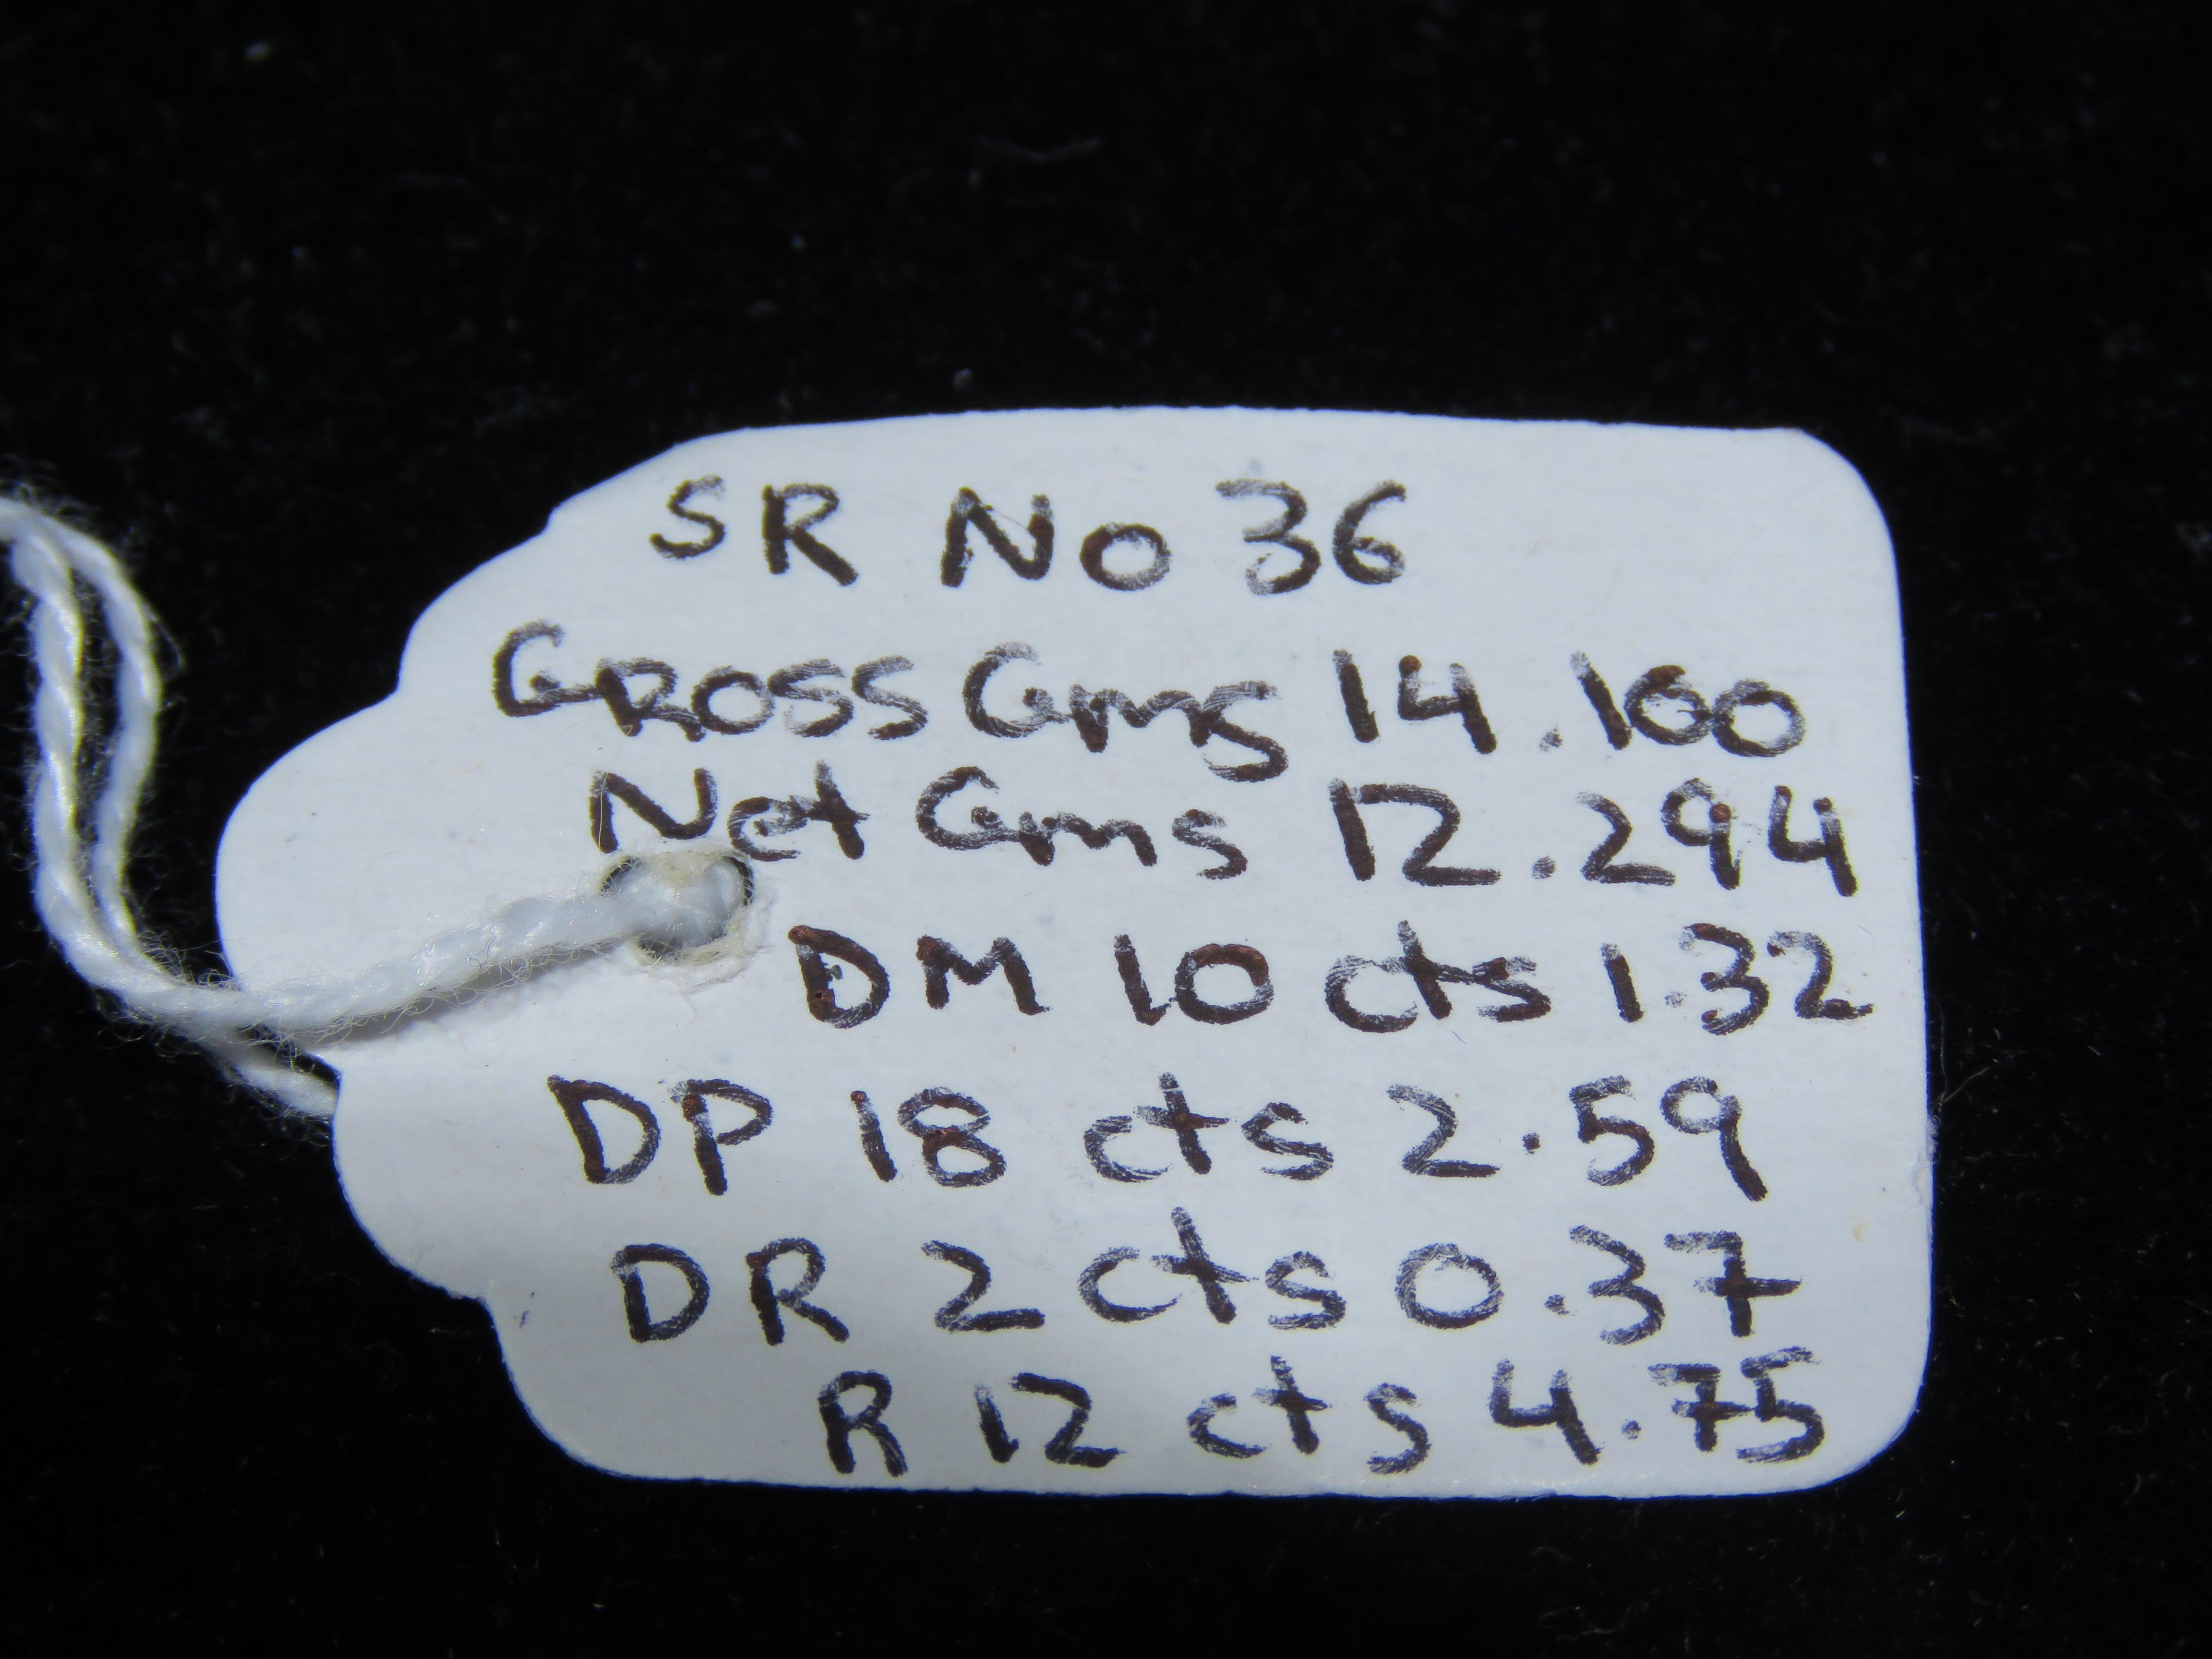 SR No 36
GROSS Gms 14.100
Net Gms 12.294
DM 10 cts 1.32
DP 18 cts 2.59
DR 2 cts 0.37
R 12 cts 4.75